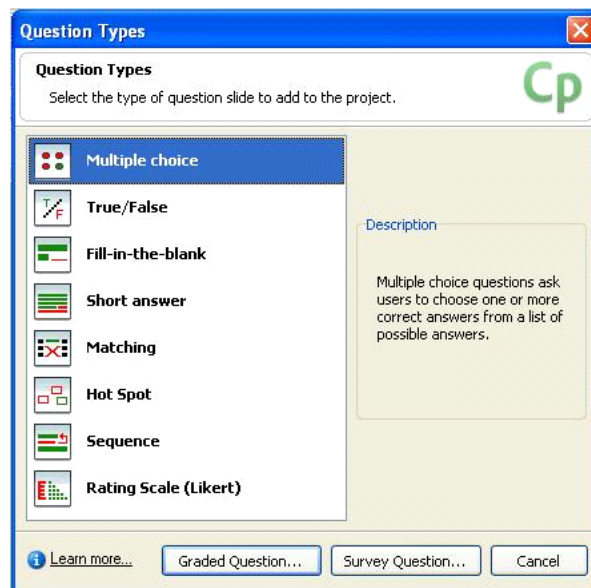 Question Types
Question Types
Select the type of question slide to add to the project.
Cp
Multiple choice
T/F
True/False
Fill-in-the-blank
Short answer
Matching
Hot Spot
Sequence
Rating Scale (Likert)
Description
Multiple choice questions ask
users to choose one or more
correct answers from a list of
possible answers.
Learn more...
Graded Question...
Survey Question...
Cancel